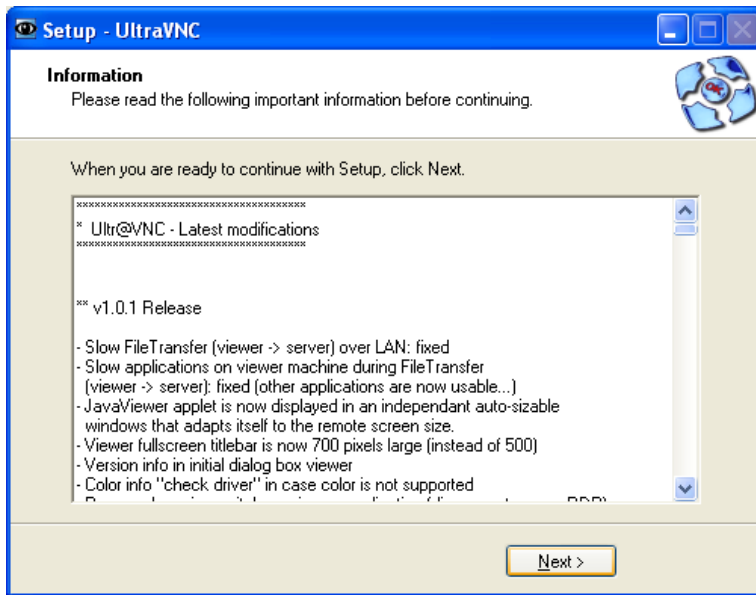 Setup - UltraVNC
Information
Please read the following important information before continuing.
OK
When you are ready to continue with Setup, click Next.
**************************************
* Ultr@VNC - Latest modifications
**************************************
** v1.0.1 Release
- Slow FileTransfer (viewer -> server) over LAN: fixed
- Slow applications on viewer machine during FileTransfer
(viewer -> server): fixed (other applications are now usable...)
- JavaViewer applet is now displayed in an independant auto-sizable
windows that adapts itself to the remote screen size.
- Viewer fullscreen titlebar is now 700 pixels large (instead of 500)
- Version info in initial dialog box viewer
- Color info "check driver" in case color is not supported
Next >